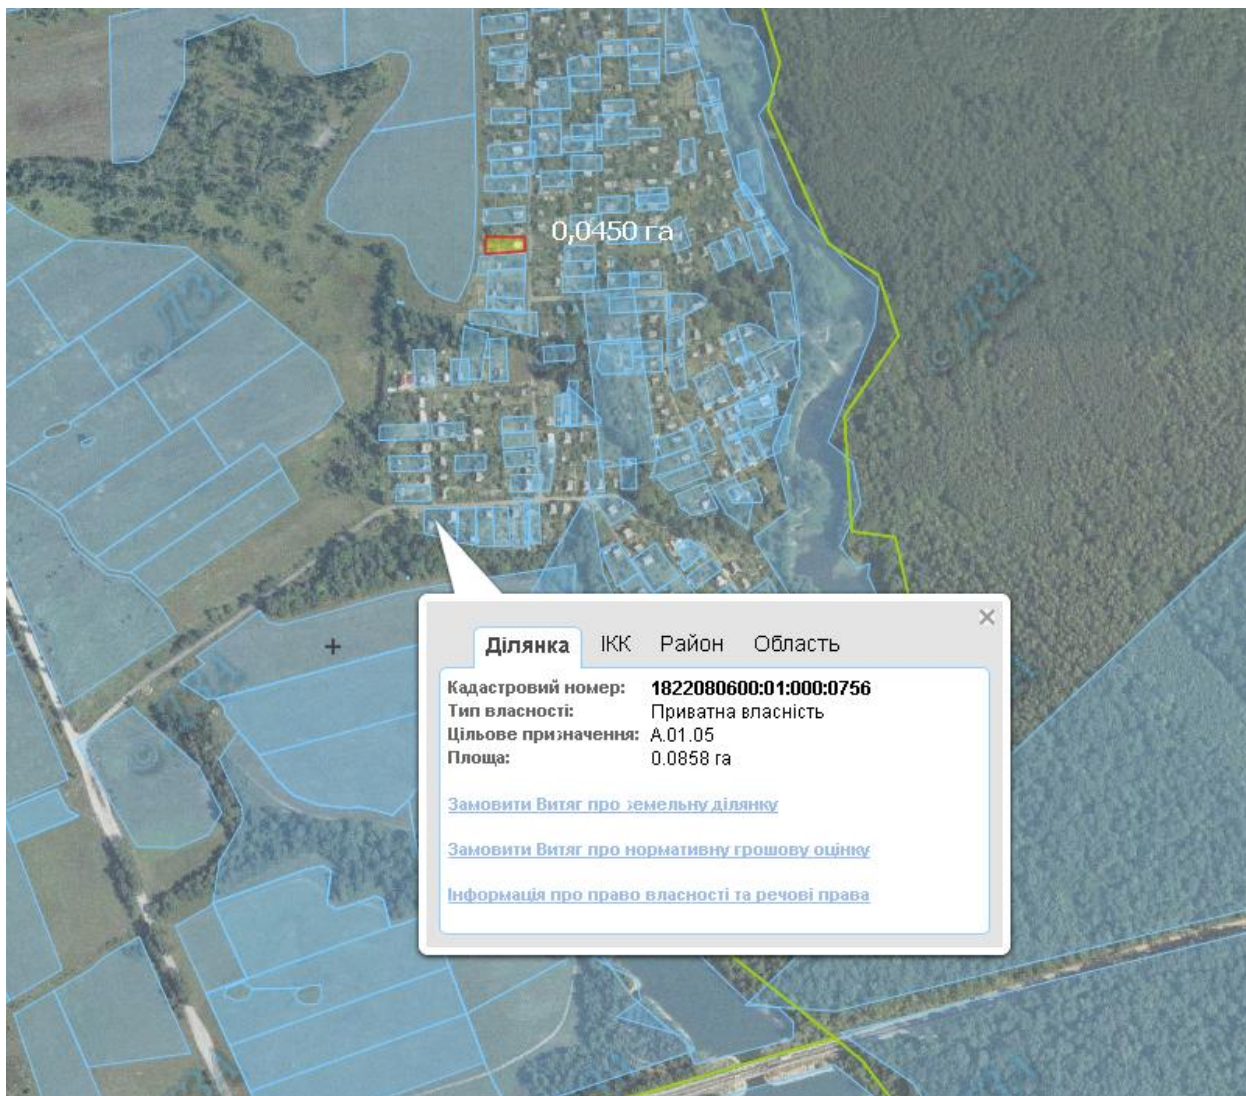 0,0450 га
×
Ділянка ІКК Район Область
Кадастровий номер: 1822080600:01:000:0756
Тип власності: Приватна власність
Цільове призначення: А.01.05
Площа: 0.0858 га
Замовити Витяг про земельну ділянку
Замовити Витяг про нормативну грошову оцінку
Інформація про право власності та речові права